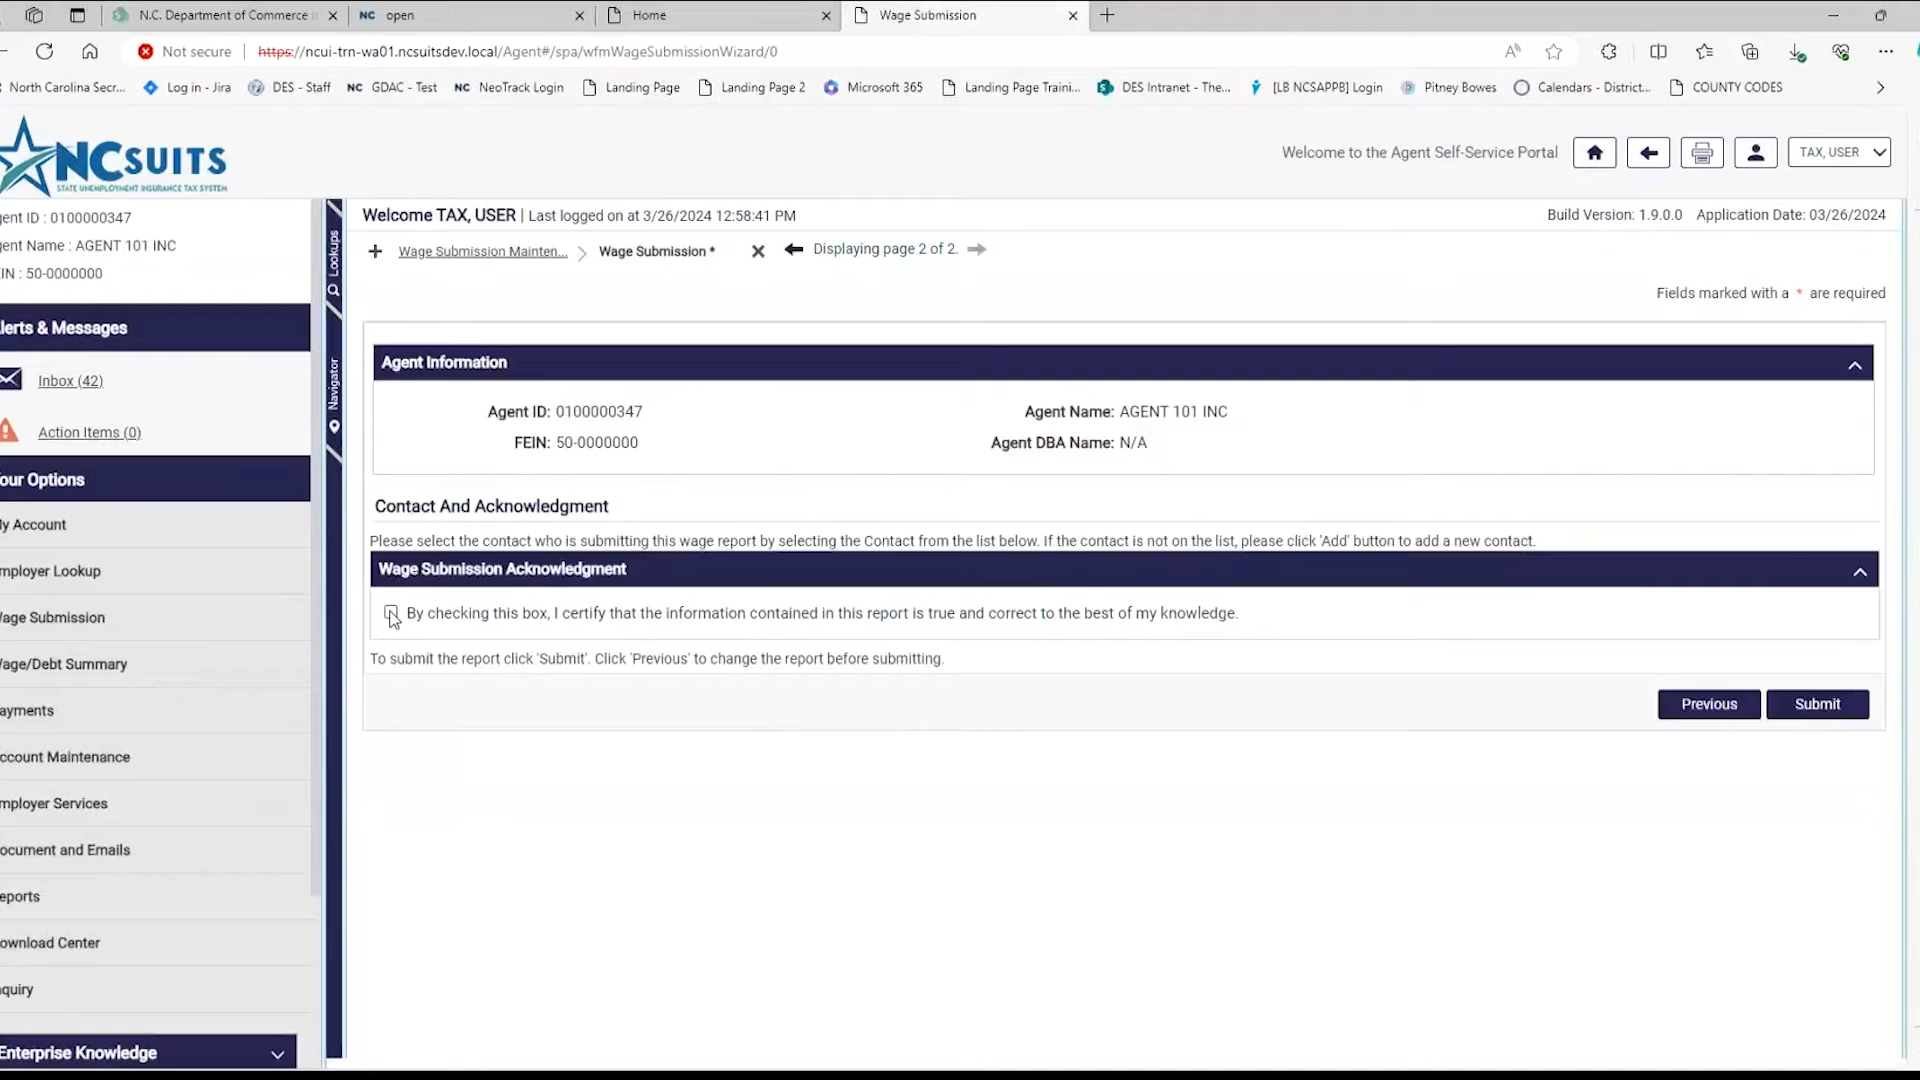 N.C. Department of Commerce
NC open
Home
Wage Submission
Not secure
https://ncui-trn-wa01.ncsuitsdev.local/Agent#/spa/wfmWageSubmissionWizard/0
North Carolina Secr...
Log in - Jira
DES - Staff
NC GDAC - Test
NC NeoTrack Login
Landing Page
Landing Page 2
Microsoft 365
Landing Page Traini...
DES Intranet - The...
[LB NCSAPPB] Login
Pitney Bowes
Calendars - District...
COUNTY CODES
NCSUITS
STATE UNEMPLOYMENT INSURANCE TAX SYSTEM
Welcome to the Agent Self-Service Portal
TAX, USER
gent ID : 0100000347
gent Name : AGENT 101 INC
IN : 50-0000000
lerts & Messages
Inbox (42)
Action Items (0)
our Options
y Account
mployer Lookup
age Submission
age/Debt Summary
ayments
ccount Maintenance
mployer Services
ocument and Emails
eports
ownload Center
quiry
Enterprise Knowledge
Lookups
Navigator
Welcome TAX, USER | Last logged on at 3/26/2024 12:58:41 PM
Build Version: 1.9.0.0 Application Date: 03/26/2024
Wage Submission Mainten...
Wage Submission *
Displaying page 2 of 2.
Fields marked with a * are required
Agent Information
Agent ID: 0100000347
Agent Name: AGENT 101 INC
FEIN: 50-0000000
Agent DBA Name: N/A
Contact And Acknowledgment
Please select the contact who is submitting this wage report by selecting the Contact from the list below. If the contact is not on the list, please click 'Add' button to add a new contact.
Wage Submission Acknowledgment
By checking this box, I certify that the information contained in this report is true and correct to the best of my knowledge.
To submit the report click 'Submit'. Click 'Previous' to change the report before submitting.
Previous
Submit